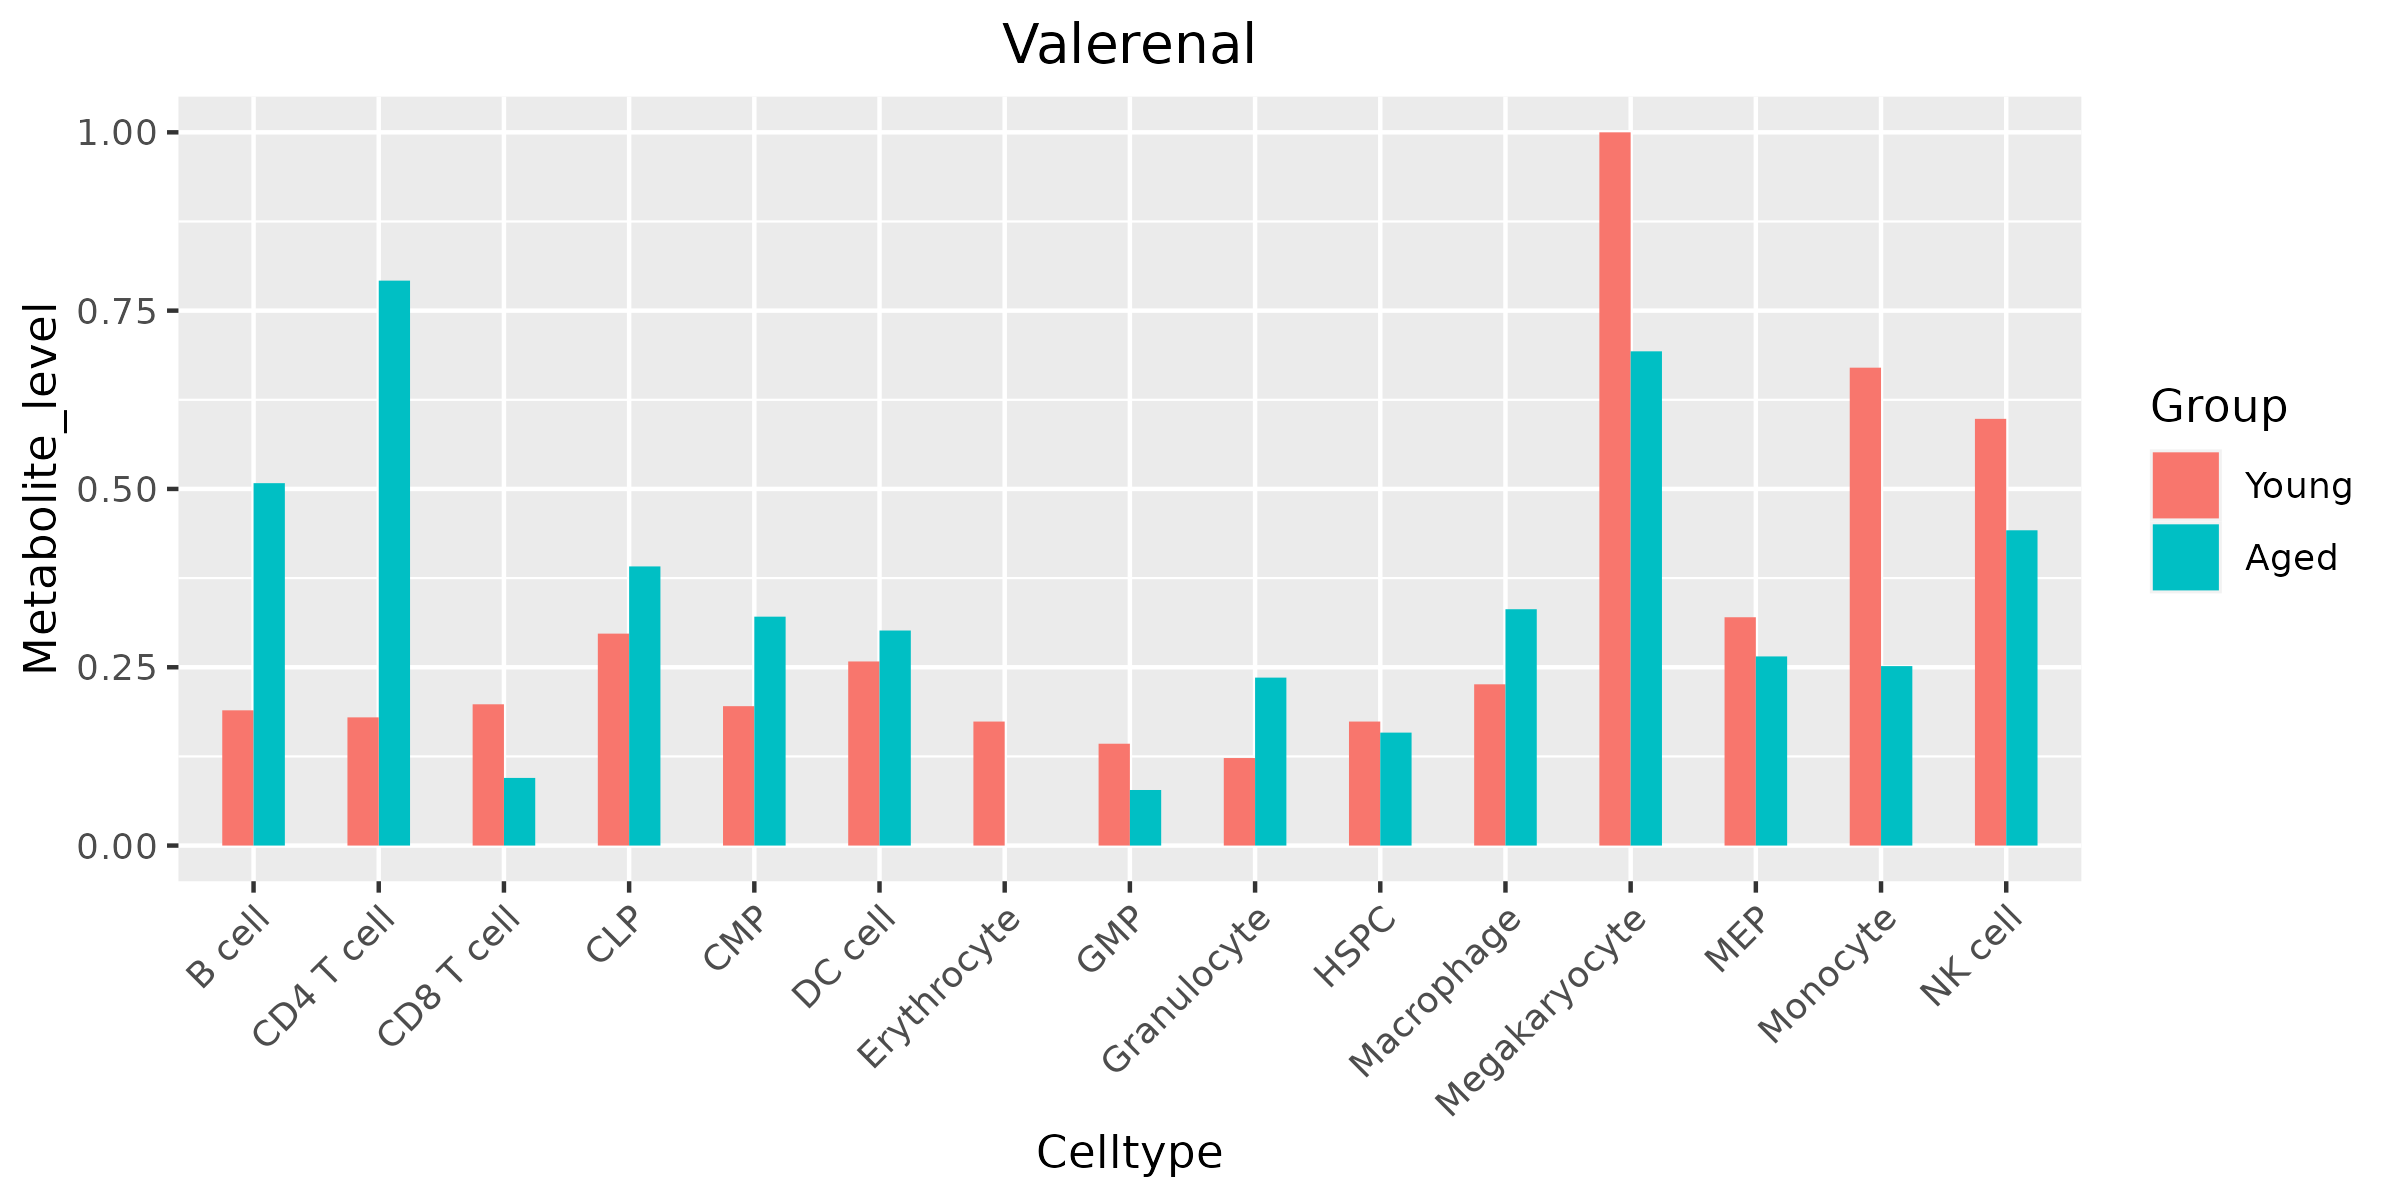 Valerenal
Metabolite_level
1.00
0.75
0.50
0.25
0.00
B cell
CD4 T cell
CD8 T cell
CLP
CMP
DC cell
Erythrocyte
GMP
Granulocyte
HSPC
Macrophage
Megakaryocyte
MEP
Monocyte
NK cell
Celltype
Group
Young
Aged